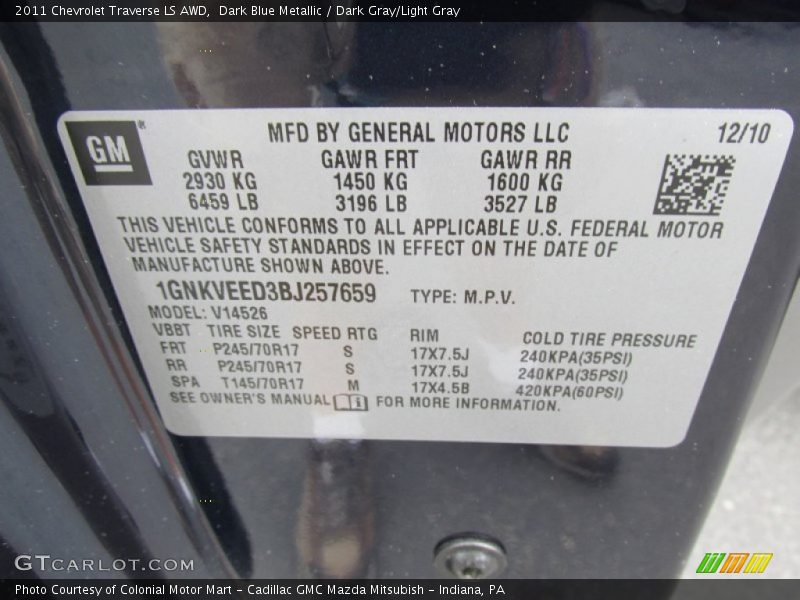 2011 Chevrolet Traverse LS AWD,  Dark Blue Metallic / Dark Gray/Light Gray
GM®
MFD BY GENERAL MOTORS LLC 12/10
GVWR GAWR FRT GAWR RR
2930 KG 1450 KG 1600 KG
6459 LB 3196 LB 3527 LB
THIS VEHICLE CONFORMS TO ALL APPLICABLE U.S. FEDERAL MOTOR
VEHICLE SAFETY STANDARDS IN EFFECT ON THE DATE OF
MANUFACTURE SHOWN ABOVE.
1GNKVEED3BJ257659 TYPE: M.P.V.
MODEL: V14526
VBBT TIRE SIZE SPEED RTG RIM COLD TIRE PRESSURE
FRT P245/70R17 S 17X7.5J 240KPA(35PSI)
RR P245/70R17 S 17X7.5J 240KPA(35PSI)
SPA T145/70R17 M 17X4.5B 420KPA(60PSI)
SEE OWNER'S MANUAL FOR MORE INFORMATION.
GTCARLOT.COM
Photo Courtesy of Colonial Motor Mart - Cadillac GMC Mazda Mitsubish - Indiana, PA